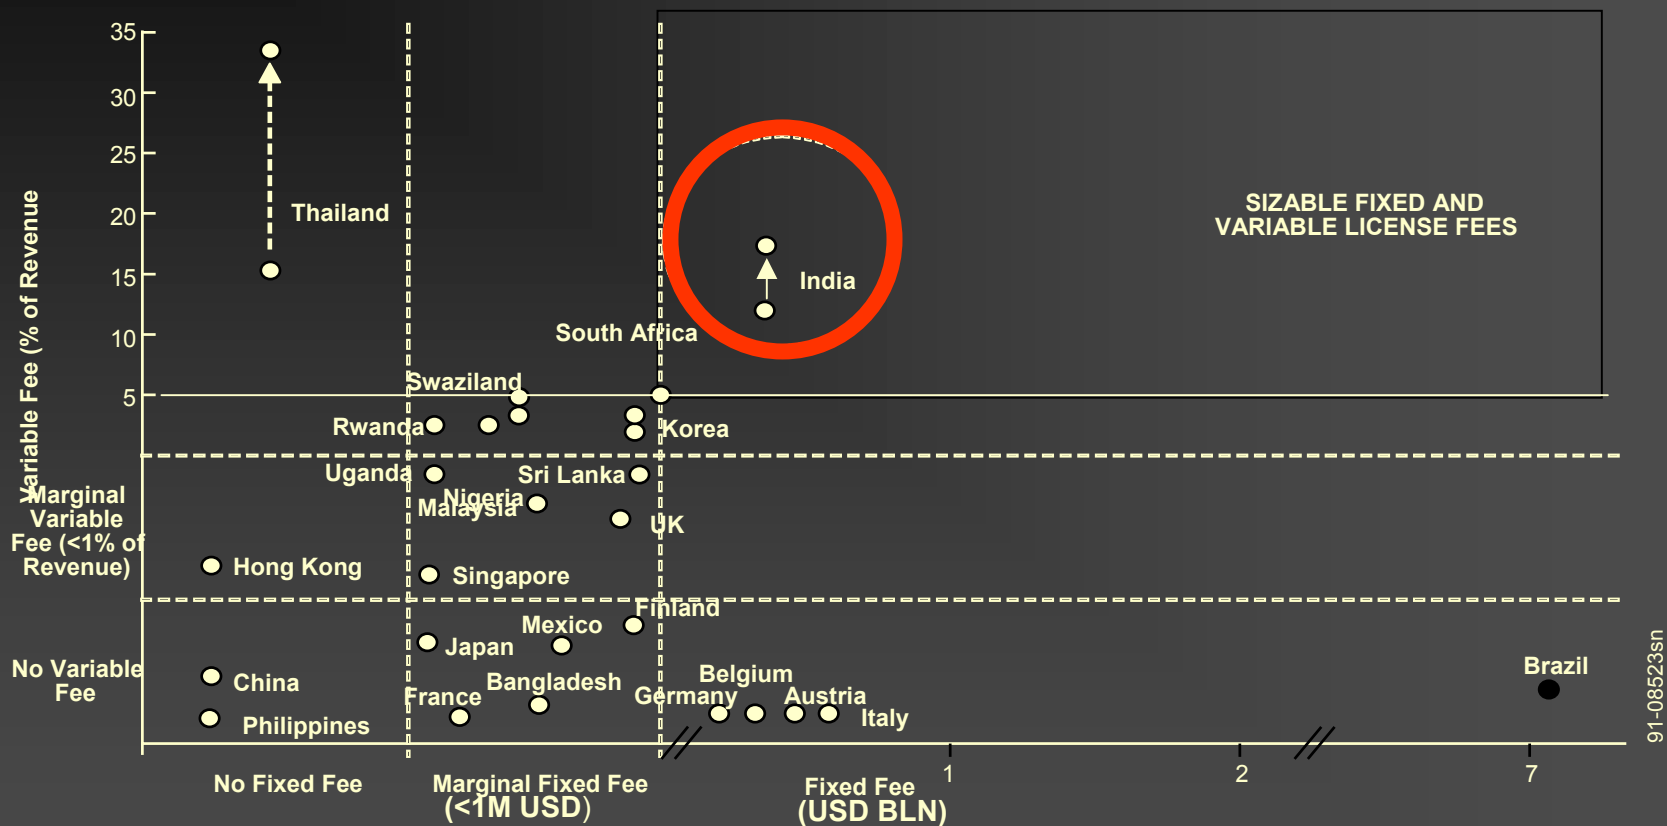 35
30
25
20
15
10
5
Variable Fee (% of Revenue
Thailand
SIZABLE FIXED AND
VARIABLE LICENSE FEES
India
South Africa
Swaziland
Rwanda
Korea
Uganda
Sri Lanka
Nigeria
Malaysia
UK
Marginal
Variable
Fee (<1% of
Revenue)
Hong Kong
Singapore
Finland
Mexico
Japan
No Variable
Fee
China
Bangladesh
France
Philippines
Belgium
Germany
Austria
Italy
Brazil
91-08523sn
1
2
7
No Fixed Fee
Marginal Fixed Fee
(<1M USD)
Fixed Fee
(USD BLN)